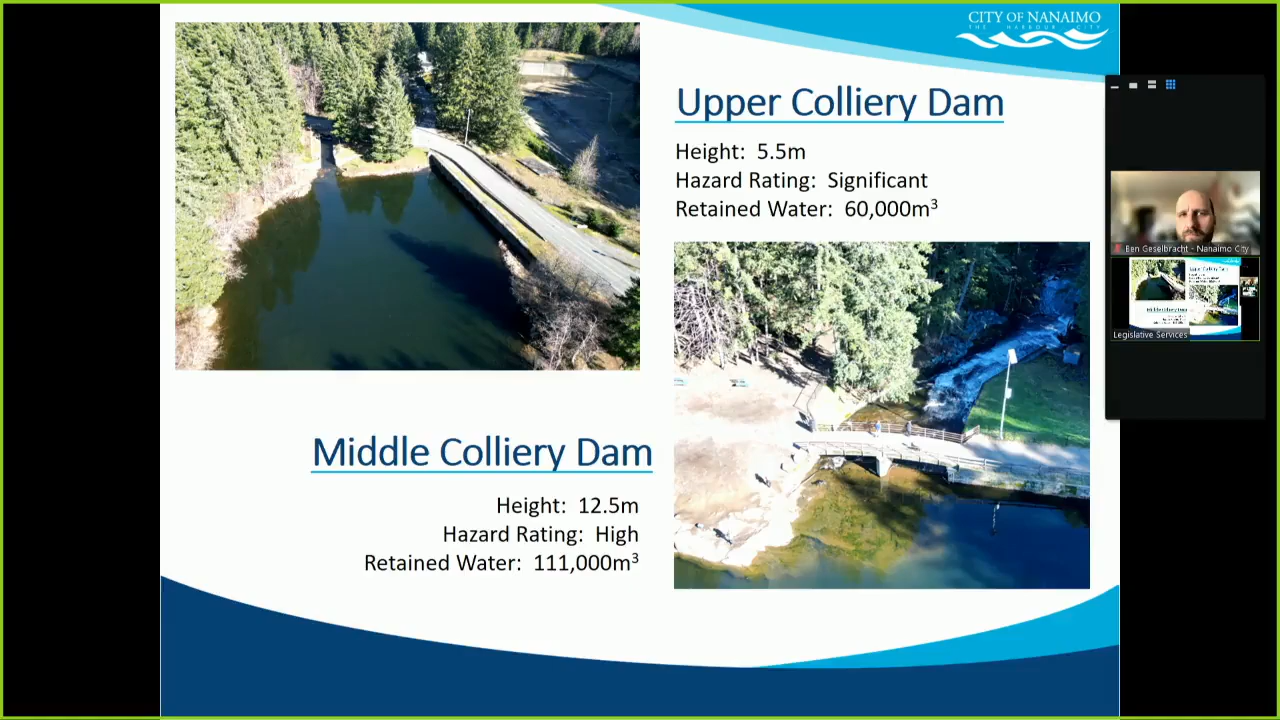 CITY OF NANAIMO
THE HARBOUR CITY
Upper Colliery Dam
Height: 5.5m
Hazard Rating: Significant
Retained Water: 60,000m³
Middle Colliery Dam
Height: 12.5m
Hazard Rating: High
Retained Water: 111,000m³
Ben Geselbracht - Nanaimo City
Legislative Services